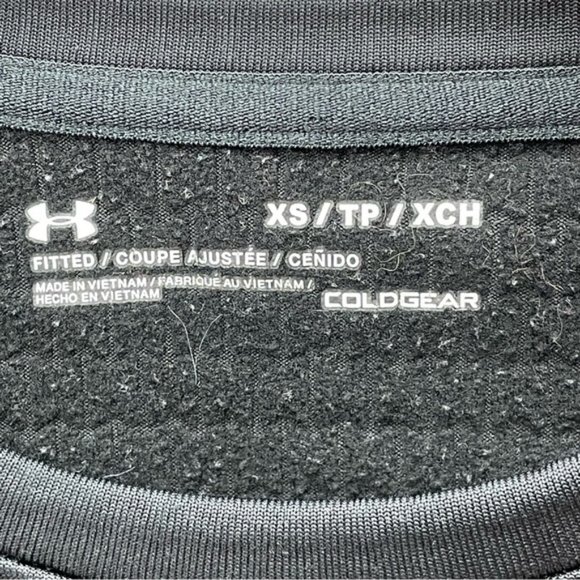 XS / TP / XCH
FITTED / COUPE AJUSTÉE / CEÑIDO
MADE IN VIETNAM / FABRIQUÉ AU VIETNAM /
HECHO EN VIETNAM
COLDGEAR